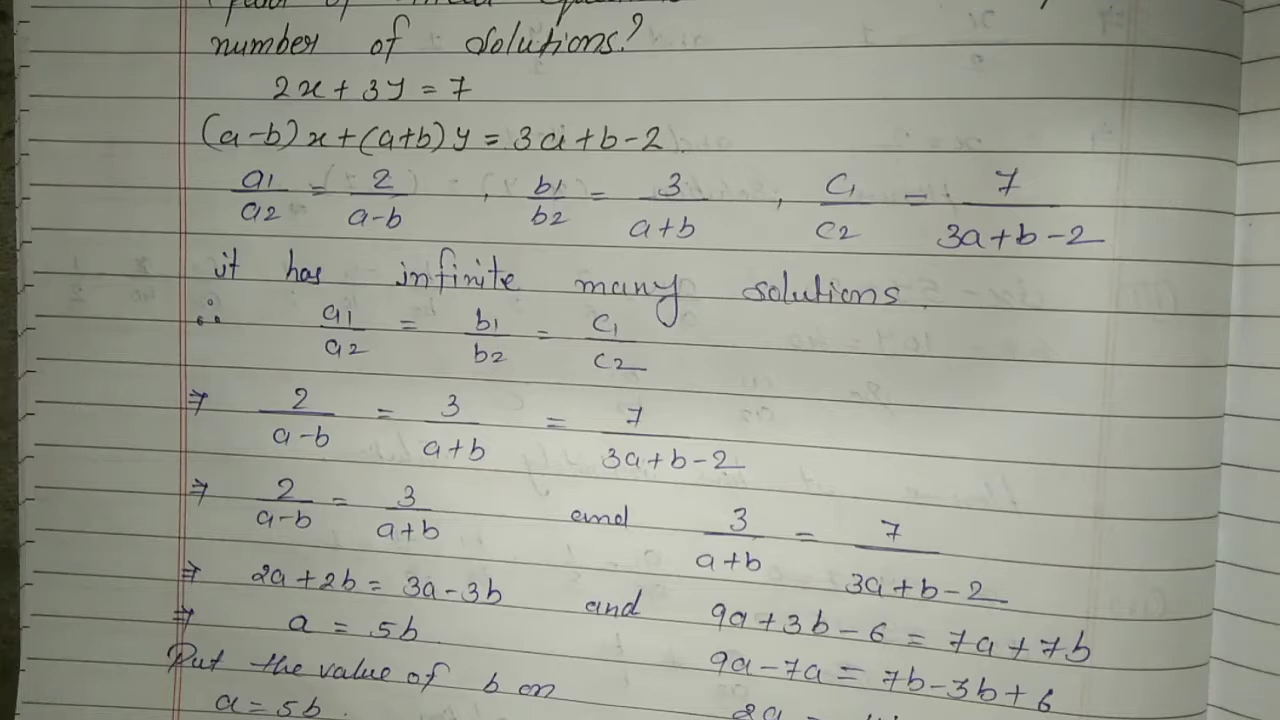 number of solutions?
2x + 3y = 7
(a-b)x + (a+b)y = 3a+b-2
a1/a2 = 2/a-b , b1/b2 = 3/a+b , c1/c2 = 7/3a+b-2
it has infinite many solutions.
∴ a1/a2 = b1/b2 = c1/c2
⇒ 2/a-b = 3/a+b = 7/3a+b-2
⇒ 2/a-b = 3/a+b and 3/a+b = 7/3a+b-2
⇒ 2a+2b = 3a-3b and 9a+3b-6 = 7a+7b
⇒ a = 5b 9a-7a = 7b-3b+6
Put the value of b on
a = 5b. 2a =